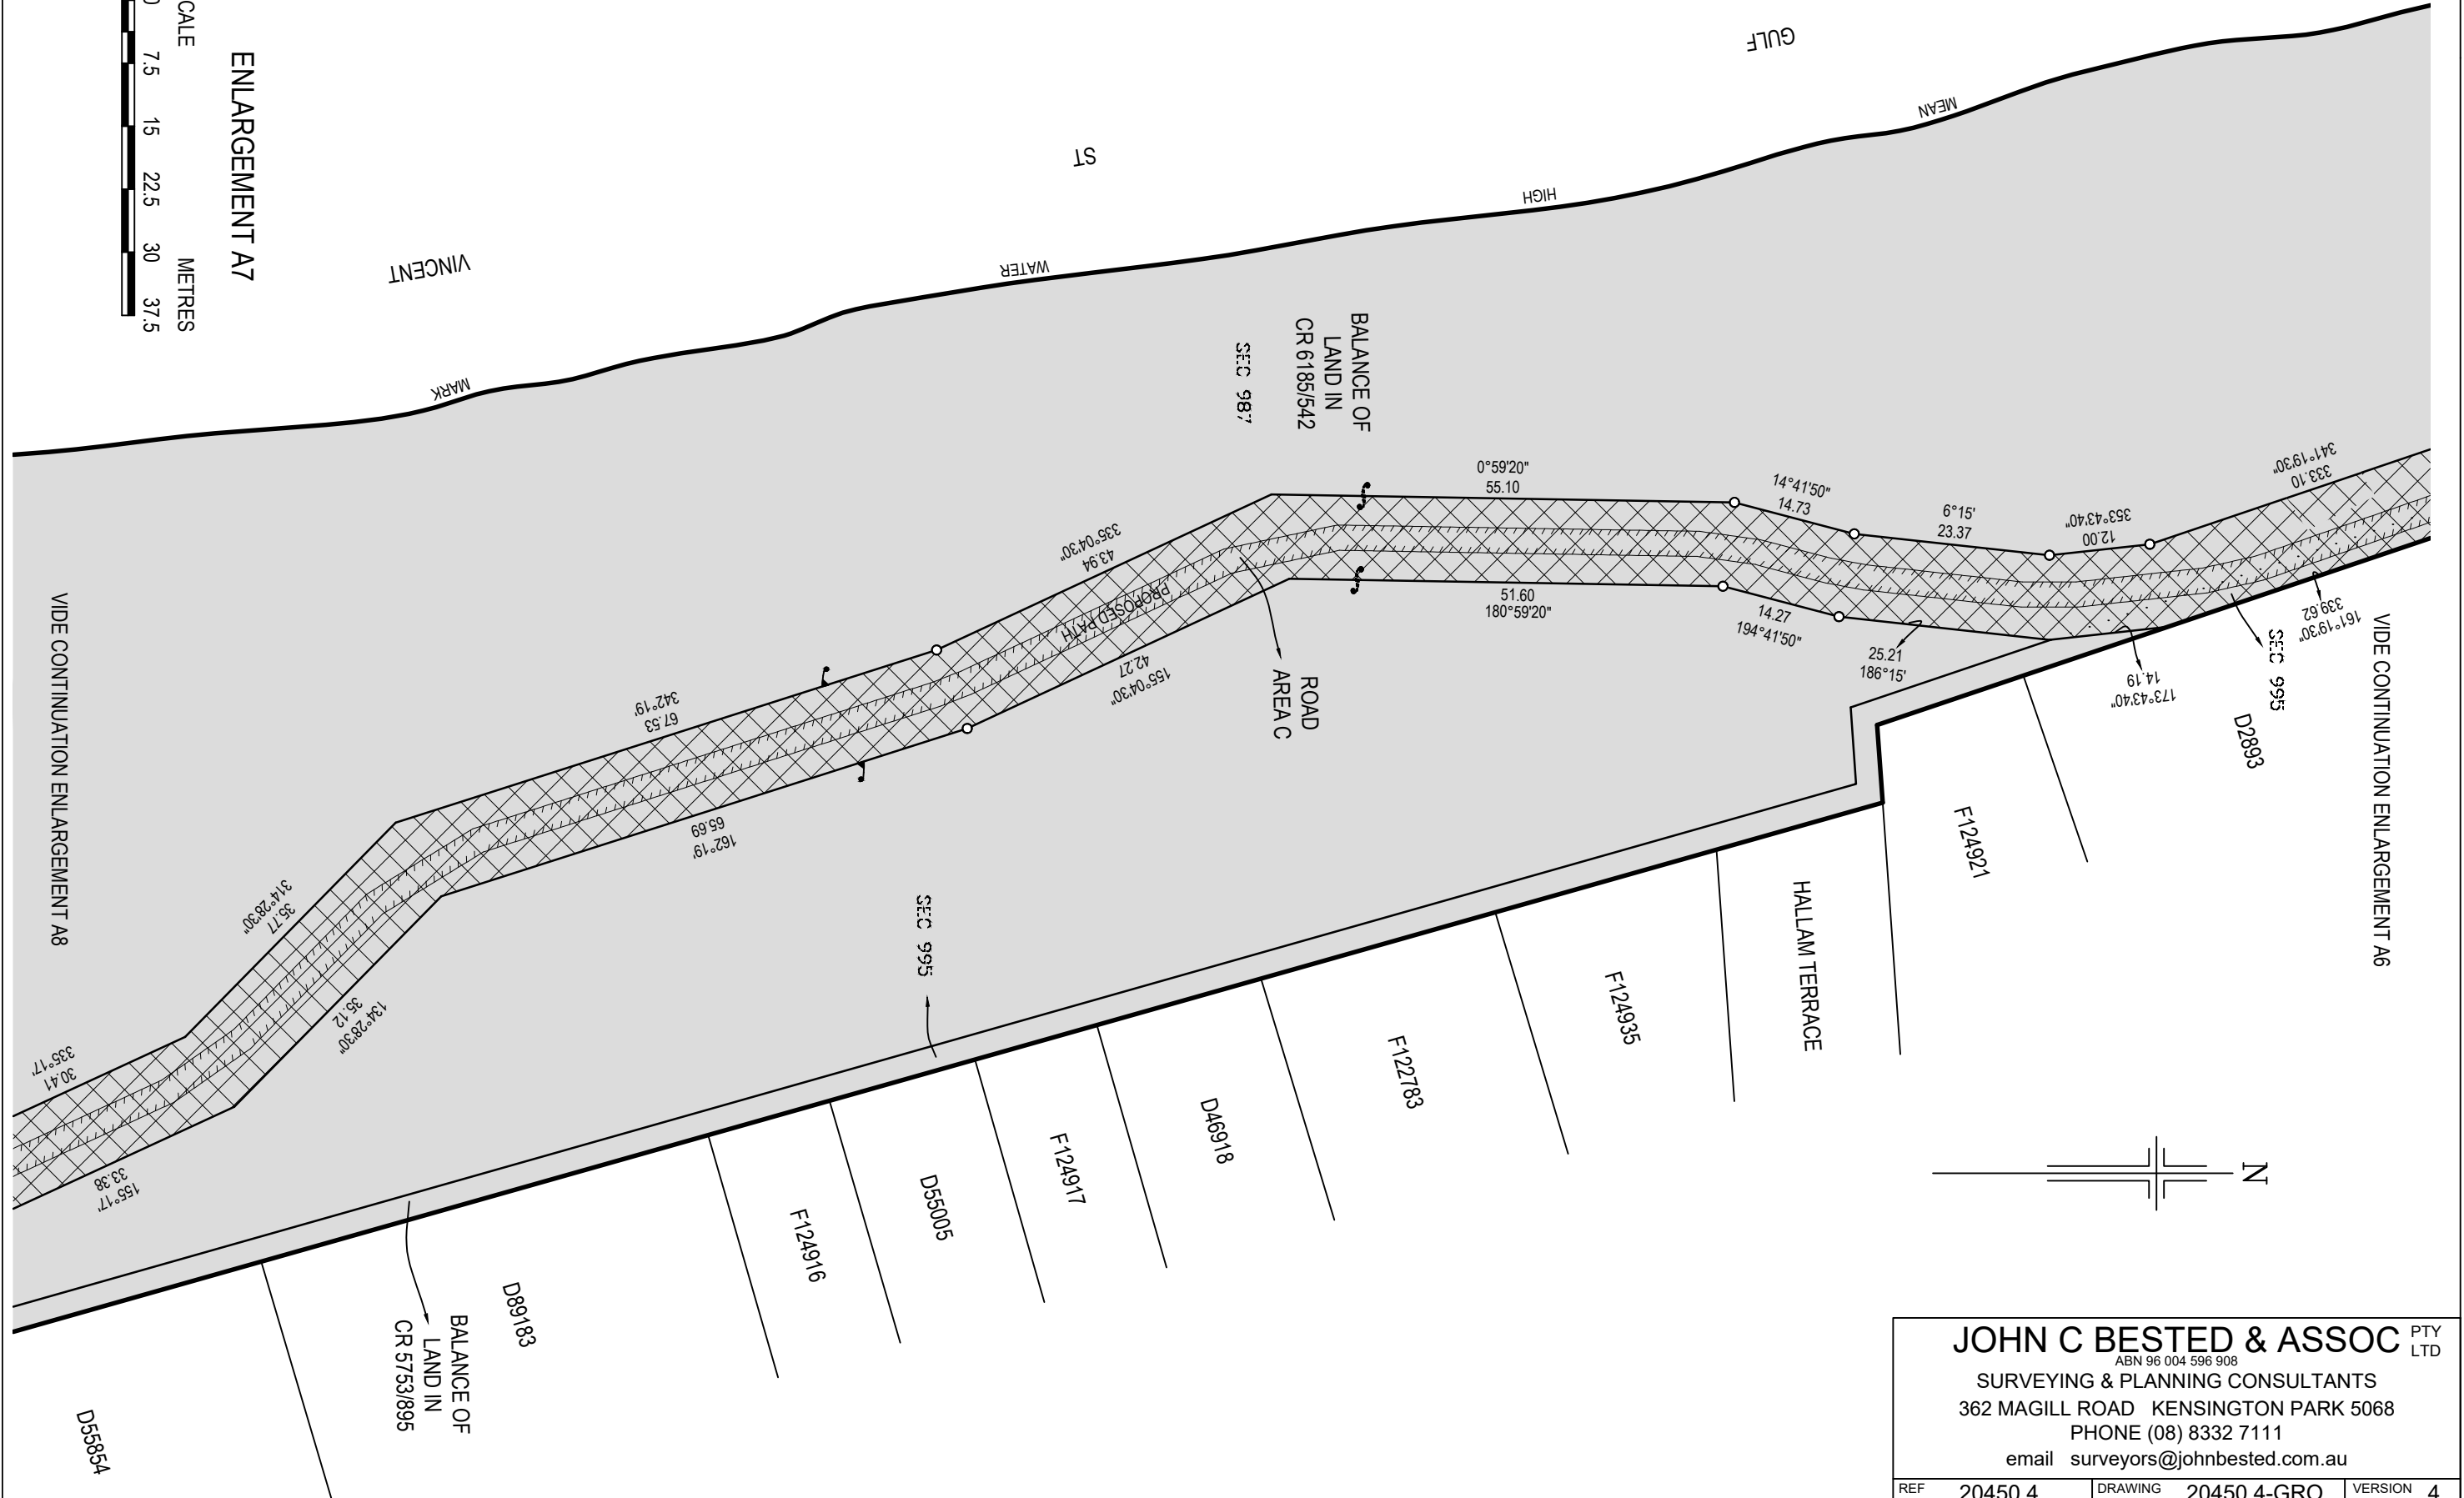 ENLARGEMENT A7
7.5 15 22.5 30 37.5
METRES
GULF
ST
VINCENT
MEAN
HIGH
WATER
MARK
BALANCE OF
LAND IN
CR 6185/542
SEC 987
0°59'20"
55.10
14°41'50"
14.73
6°15'
23.37
353°43'40"
12.00
341°19'30"
333.10
335°04'30"
43.94
PROPOSED PATH
51.60
180°59'20"
14.27
194°41'50"
25.21
186°15'
173°43'40"
14.19
161°19'30"
339.62
SEC 995
D2893
VIDE CONTINUATION ENLARGEMENT A6
155°04'30"
42.27
ROAD
AREA C
342°19'
67.53
162°19'
65.69
VIDE CONTINUATION ENLARGEMENT A8
314°28'30"
35.77
134°28'30"
35.12
335°17'
30.41
155°17'
33.38
SEC 995
F124921
HALLAM TERRACE
F124935
F122783
D46918
F124917
D55005
F124916
D89183
BALANCE OF
LAND IN
CR 5753/895
D55854
N
JOHN C BESTED & ASSOC PTY
LTD
ABN 96 004 596 908
SURVEYING & PLANNING CONSULTANTS
362 MAGILL ROAD KENSINGTON PARK 5068
PHONE (08) 8332 7111
email surveyors@johnbested.com.au
REF 20450.4 DRAWING 20450.4-GRO VERSION 4